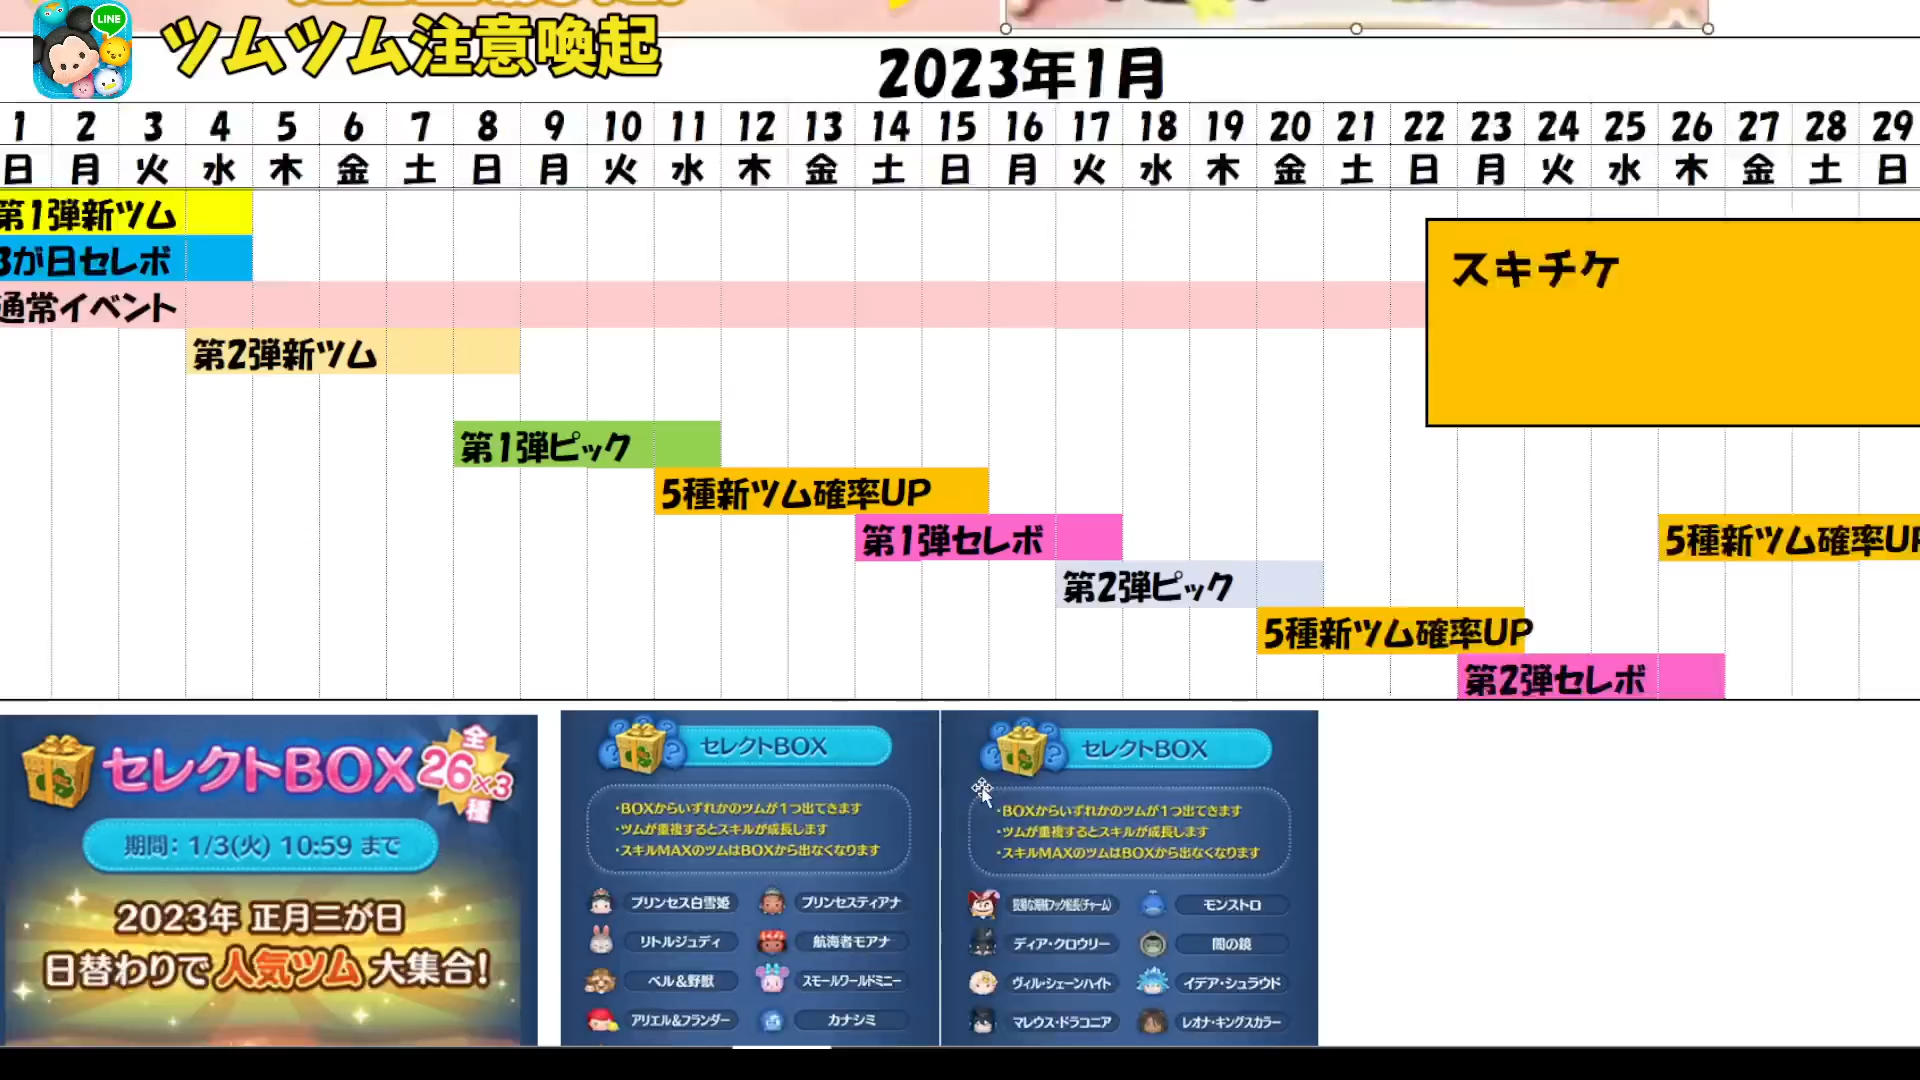 LINE
ツムツム注意喚起
2023年1月
1 2 3 4 5 6 7 8 9 10 11 12 13 14 15 16 17 18 19 20 21 22 23 24 25 26 27 28 29
日 月 火 水 木 金 土 日 月 火 水 木 金 土 日 月 火 水 木 金 土 日 月 火 水 木 金 土 日
第1弾新ツム
3が日セレボ
スキチケ
通常イベント
第2弾新ツム
第1弾ピック
5種新ツム確率UP
第1弾セレボ
5種新ツム確率UP
第2弾ピック
5種新ツム確率UP
第2弾セレボ
セレクトBOX
全26種×3
期間: 1/3(火) 10:59 まで
2023年 正月三が日
日替わりで人気ツム大集合!
セレクトBOX
・BOXからいずれかのツムが1つ出てきます
・ツムが重複するとスキルが成長します
・スキルMAXのツムはBOXから出なくなります
プリンセス白雪姫 プリンセスティアナ
リトルジュディ 航海者モアナ
ベル&野獣 スモールワールドミニー
アリエル&フランダー カナシミ
セレクトBOX
・BOXからいずれかのツムが1つ出てきます
・ツムが重複するとスキルが成長します
・スキルMAXのツムはBOXから出なくなります
モンストロ
ディア・クロウリー 闇の鏡
ヴィル・シェーンハイト イデア・シュラウド
マレウス・ドラコニア レオナ・キングスカラー